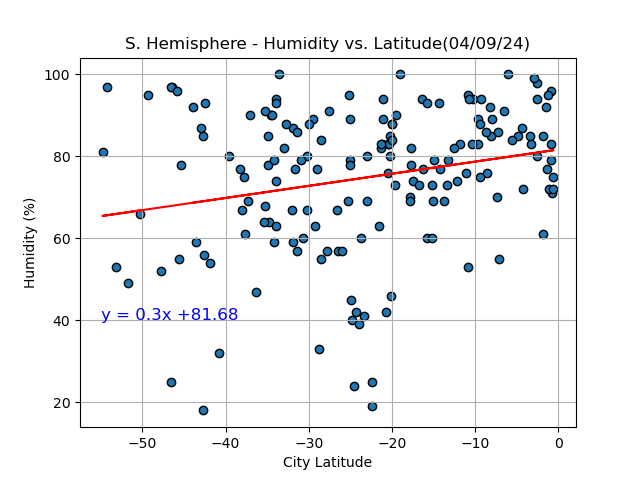 S. Hemisphere - Humidity vs. Latitude(04/09/24)
100
80
60
40
20
Humidity (%)
y = 0.3x +81.68
−50 −40 −30 −20 −10 0
City Latitude